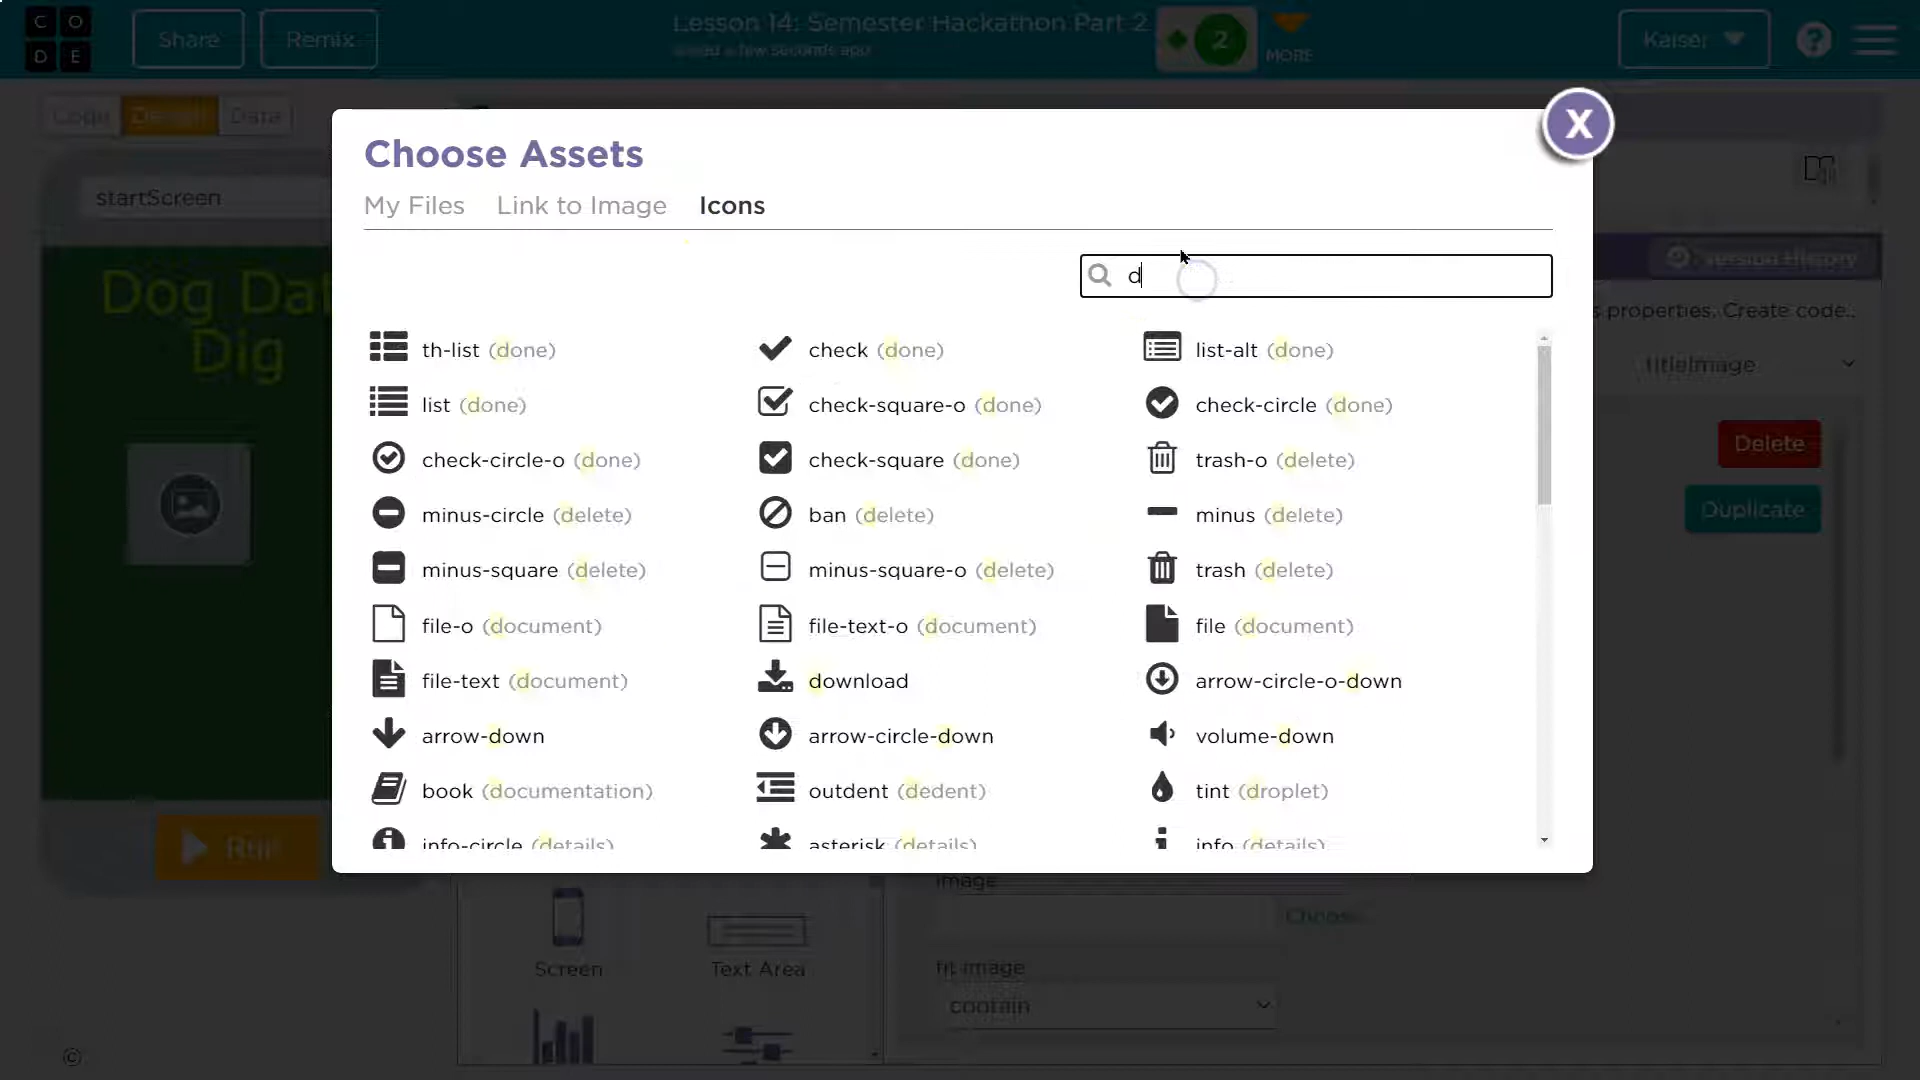 CO
DE
Share
Remix
Lesson 14: Semester Hackathon Part 2
a few seconds ago
2
MORE
Kaiser
?
Code
Design
Data
startScreen
Dog Dat
Dig
Run
Choose Assets
X
My Files
Link to Image
Icons
d
th-list (done)
check (done)
list-alt (done)
list (done)
check-square-o (done)
check-circle (done)
check-circle-o (done)
check-square (done)
trash-o (delete)
minus-circle (delete)
ban (delete)
minus (delete)
minus-square (delete)
minus-square-o (delete)
trash (delete)
file-o (document)
file-text-o (document)
file (document)
file-text (document)
download
arrow-circle-o-down
arrow-down
arrow-circle-down
volume-down
book (documentation)
outdent (dedent)
tint (droplet)
info-circle (details)
asterisk (details)
info (details)
Session History
s properties. Create code..
titleImage
Delete
Duplicate
image
Choose...
fit image
contain
Screen
Text Area
©